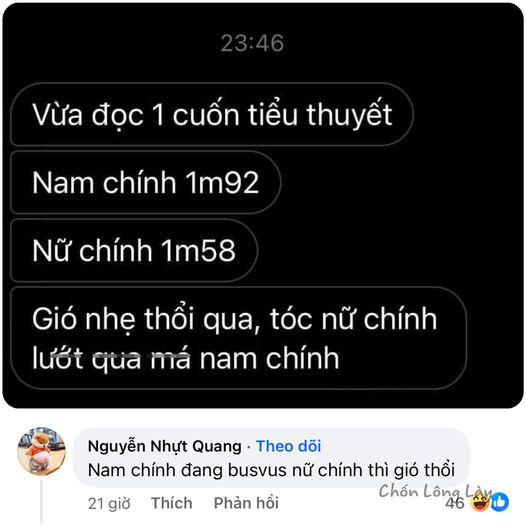 23:46
Vừa đọc 1 cuốn tiểu thuyết
Nam chính 1m92
Nữ chính 1m58
Gió nhẹ thổi qua, tóc nữ chính
lướt qua má nam chính
Nguyễn Nhựt Quang · Theo dõi
Nam chính đang busvus nữ chính thì gió thổi
Chốn Lông Lày
21 giờ Thích Phản hồi 46